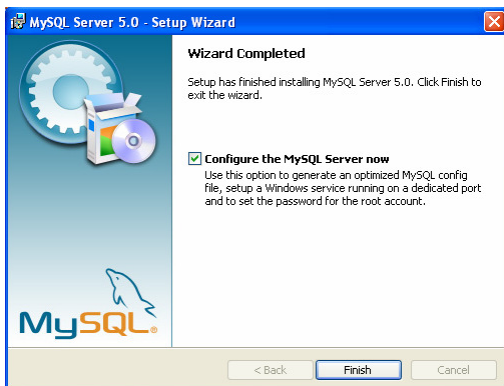 MySQL Server 5.0 - Setup Wizard
Wizard Completed
Setup has finished installing MySQL Server 5.0. Click Finish to
exit the wizard.
Configure the MySQL Server now
Use this option to generate an optimized MySQL config
file, setup a Windows service running on a dedicated port
and to set the password for the root account.
MySQL®
< Back Finish Cancel